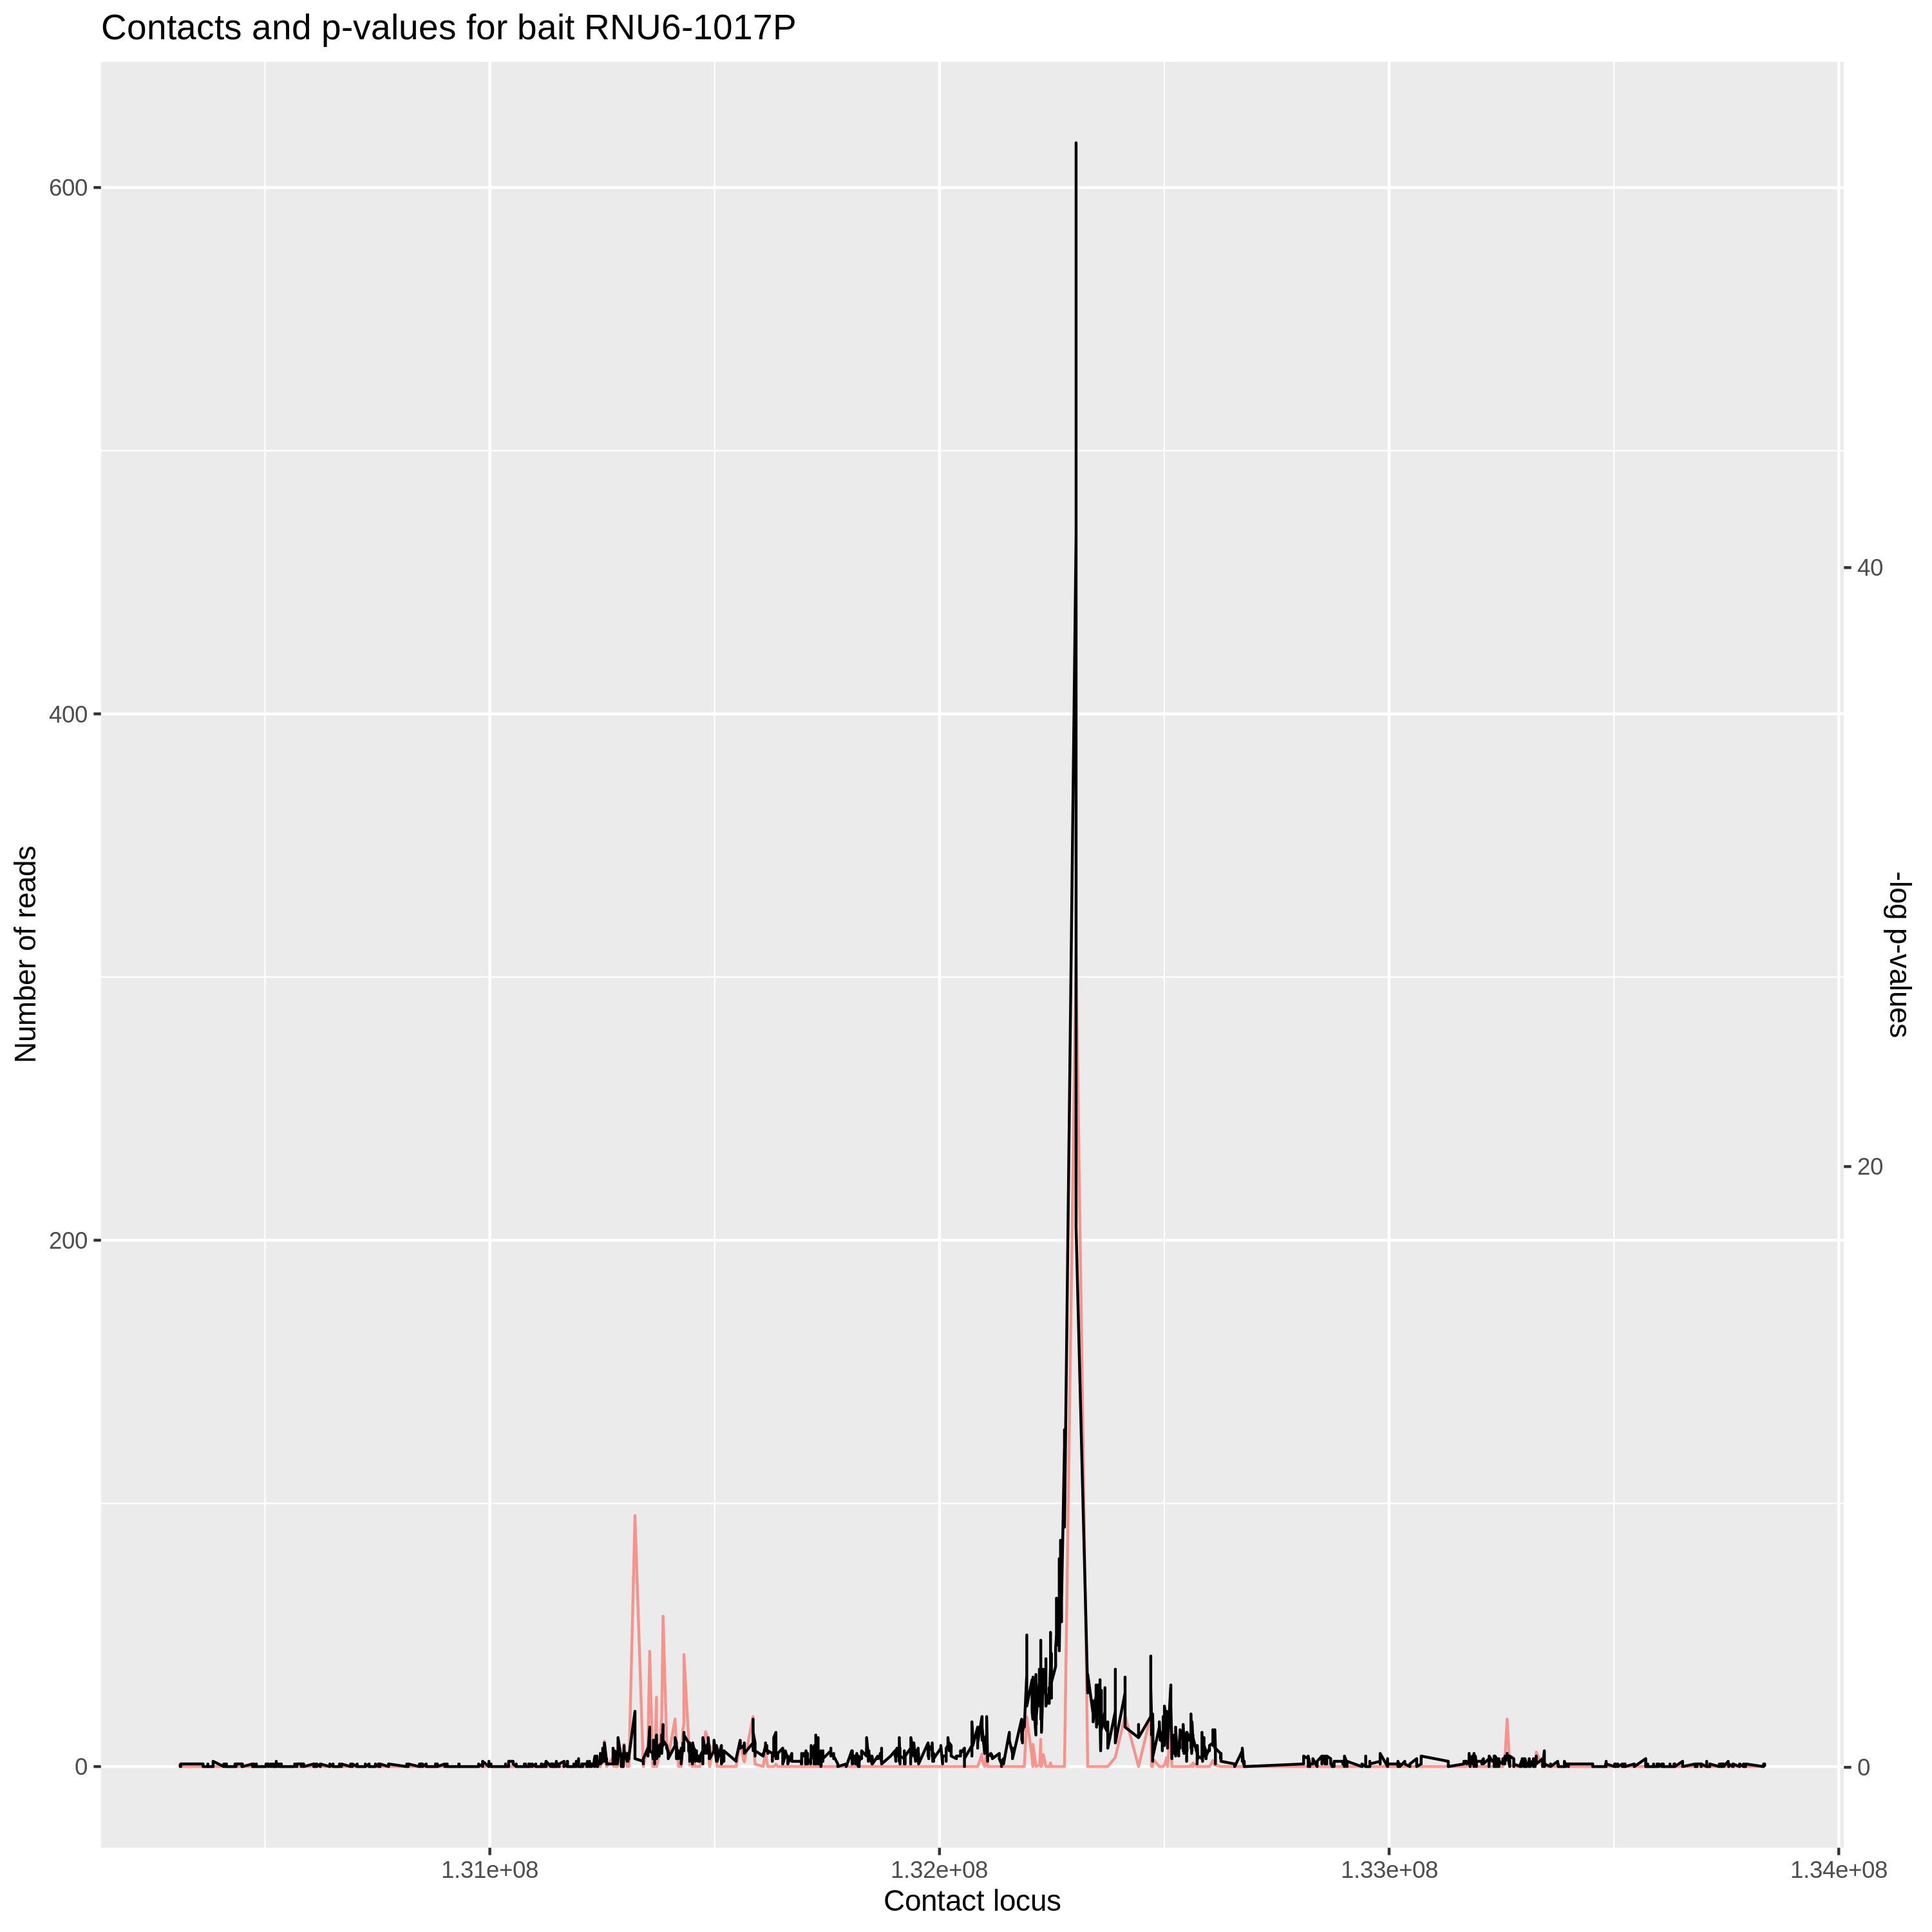 Contacts and p-values for bait RNU6-1017P
600
400
200
0
Number of reads
40
20
0
-log p-values
1.31e+08
1.32e+08
1.33e+08
1.34e+08
Contact locus